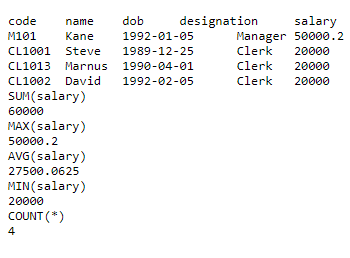 code name dob designation salary
M101 Kane 1992-01-05 Manager 50000.2
CL1001 Steve 1989-12-25 Clerk 20000
CL1013 Marnus 1990-04-01 Clerk 20000
CL1002 David 1992-02-05 Clerk 20000
SUM(salary)
60000
MAX(salary)
50000.2
AVG(salary)
27500.0625
MIN(salary)
20000
COUNT(*)
4